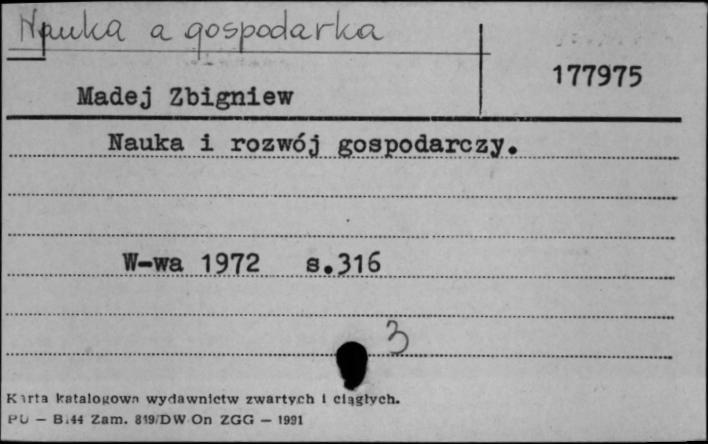 Nauka a gospodarka
177975
Madej Zbigniew
Nauka i rozwój gospodarczy.
W-wa 1972 s.316
3
Karta katalogowa wydawnictw zwartych i ciągłych.
PU — B.44 Zam. 819/DW On ZGG — 1991